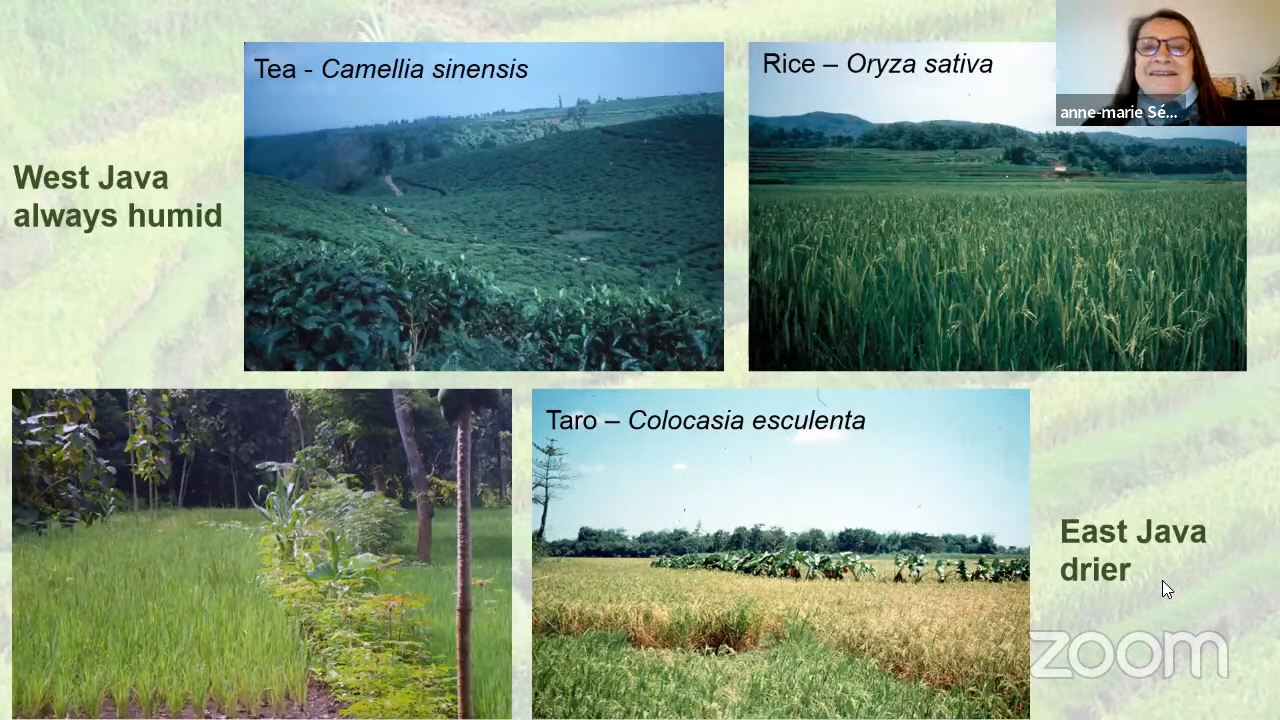 Tea - Camellia sinensis
Rice – Oryza sativa
anne-marie Sé...
West Java
always humid
Taro – Colocasia esculenta
East Java
drier
zoom